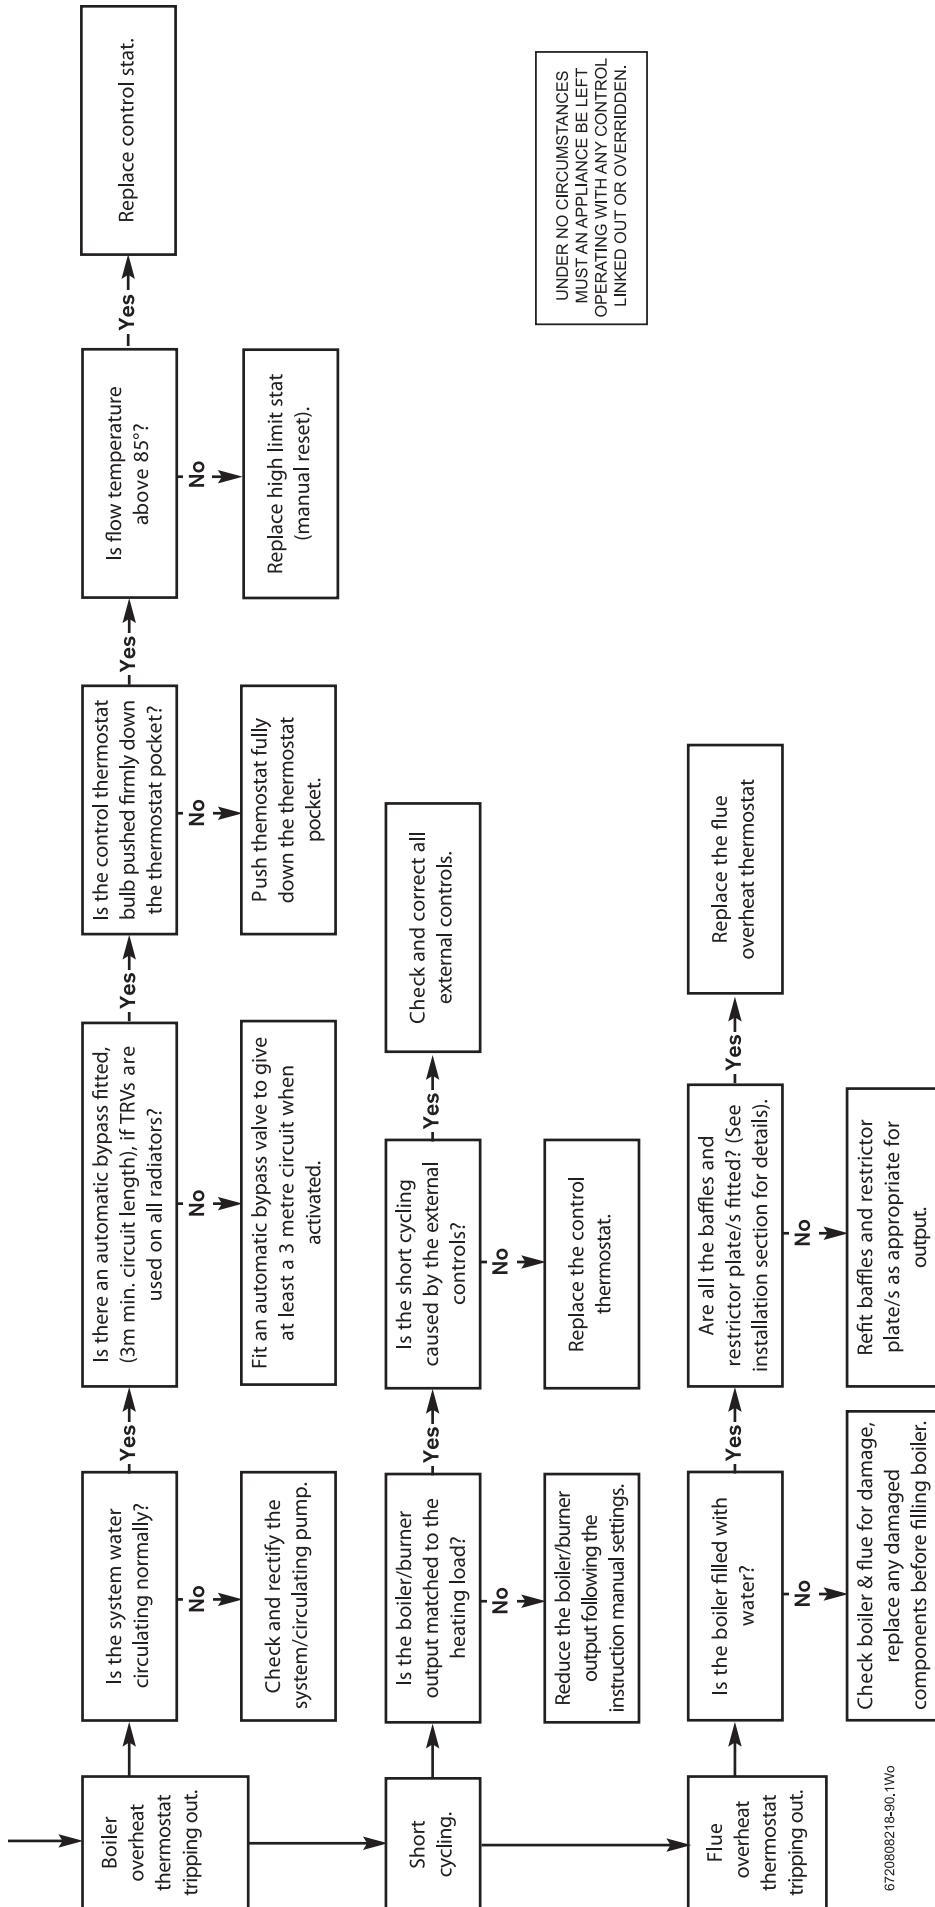 Boiler
overheat
thermostat
tripping out.
Is the system water
circulating normally?
Yes
No
Check and rectify the
system/circulating pump.
Is there an automatic bypass fitted,
(3m min. circuit length), if TRVs are
used on all radiators?
Yes
No
Fit an automatic bypass valve to give
at least a 3 metre circuit when
activated.
Is the control thermostat
bulb pushed firmly down
the thermostat pocket?
Yes
No
Push themostat fully
down the thermostat
pocket.
Is flow temperature
above 85°?
Yes
No
Replace high limit stat
(manual reset).
Replace control stat.
Short
cycling.
Is the boiler/burner
output matched to the
heating load?
Yes
No
Reduce the boiler/burner
output following the
instruction manual settings.
Is the short cycling
caused by the external
controls?
Yes
No
Replace the control
thermostat.
Check and correct all
external controls.
Flue
overheat
thermostat
tripping out.
Is the boiler filled with
water?
Yes
No
Check boiler & flue for damage,
replace any damaged
components before filling boiler.
Are all the baffles and
restrictor plate/s fitted? (See
installation section for details).
Yes
No
Refit baffles and restrictor
plate/s as appropriate for
output.
Replace the flue
overheat thermostat
UNDER NO CIRCUMSTANCES
MUST AN APPLIANCE BE LEFT
OPERATING WITH ANY CONTROL
LINKED OUT OR OVERRIDDEN.
6720808218-90.1Wo